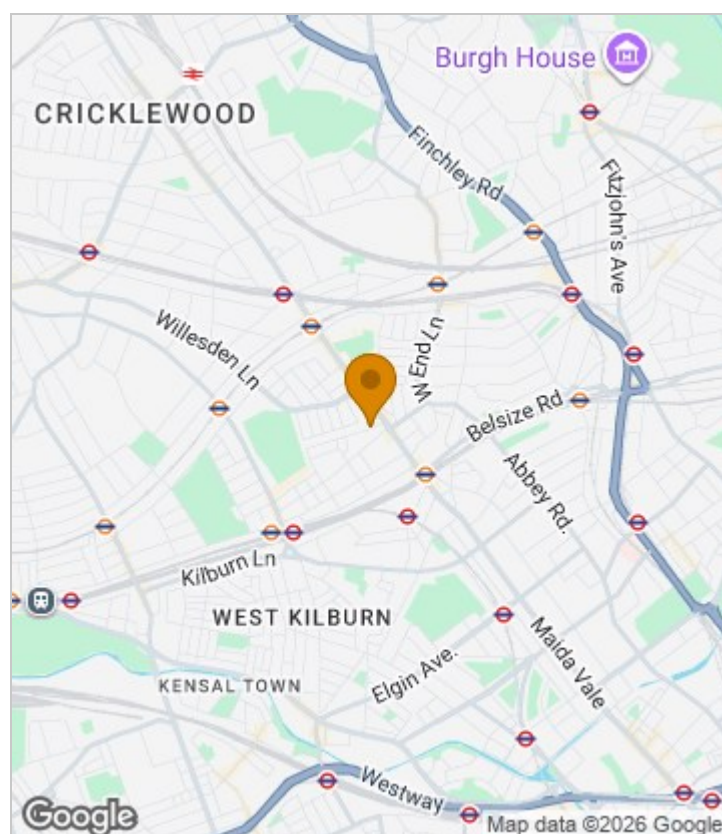 Burgh House
CRICKLEWOOD
Finchley Rd
Fitzjohn's Ave
Willesden Ln
W End Ln
Belsize Rd
Abbey Rd.
Kilburn Ln
WEST KILBURN
Maida Vale
Elgin Ave.
KENSAL TOWN
Westway
Google
Map data ©2026 Google